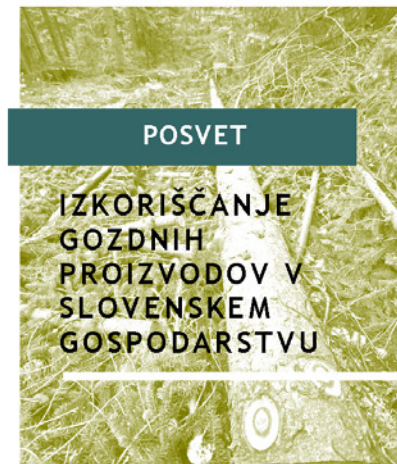 POSVET
IZKORIŠČANJE
GOZDNIH
PROIZVODOV V
SLOVENSKEM
GOSPODARSTVU